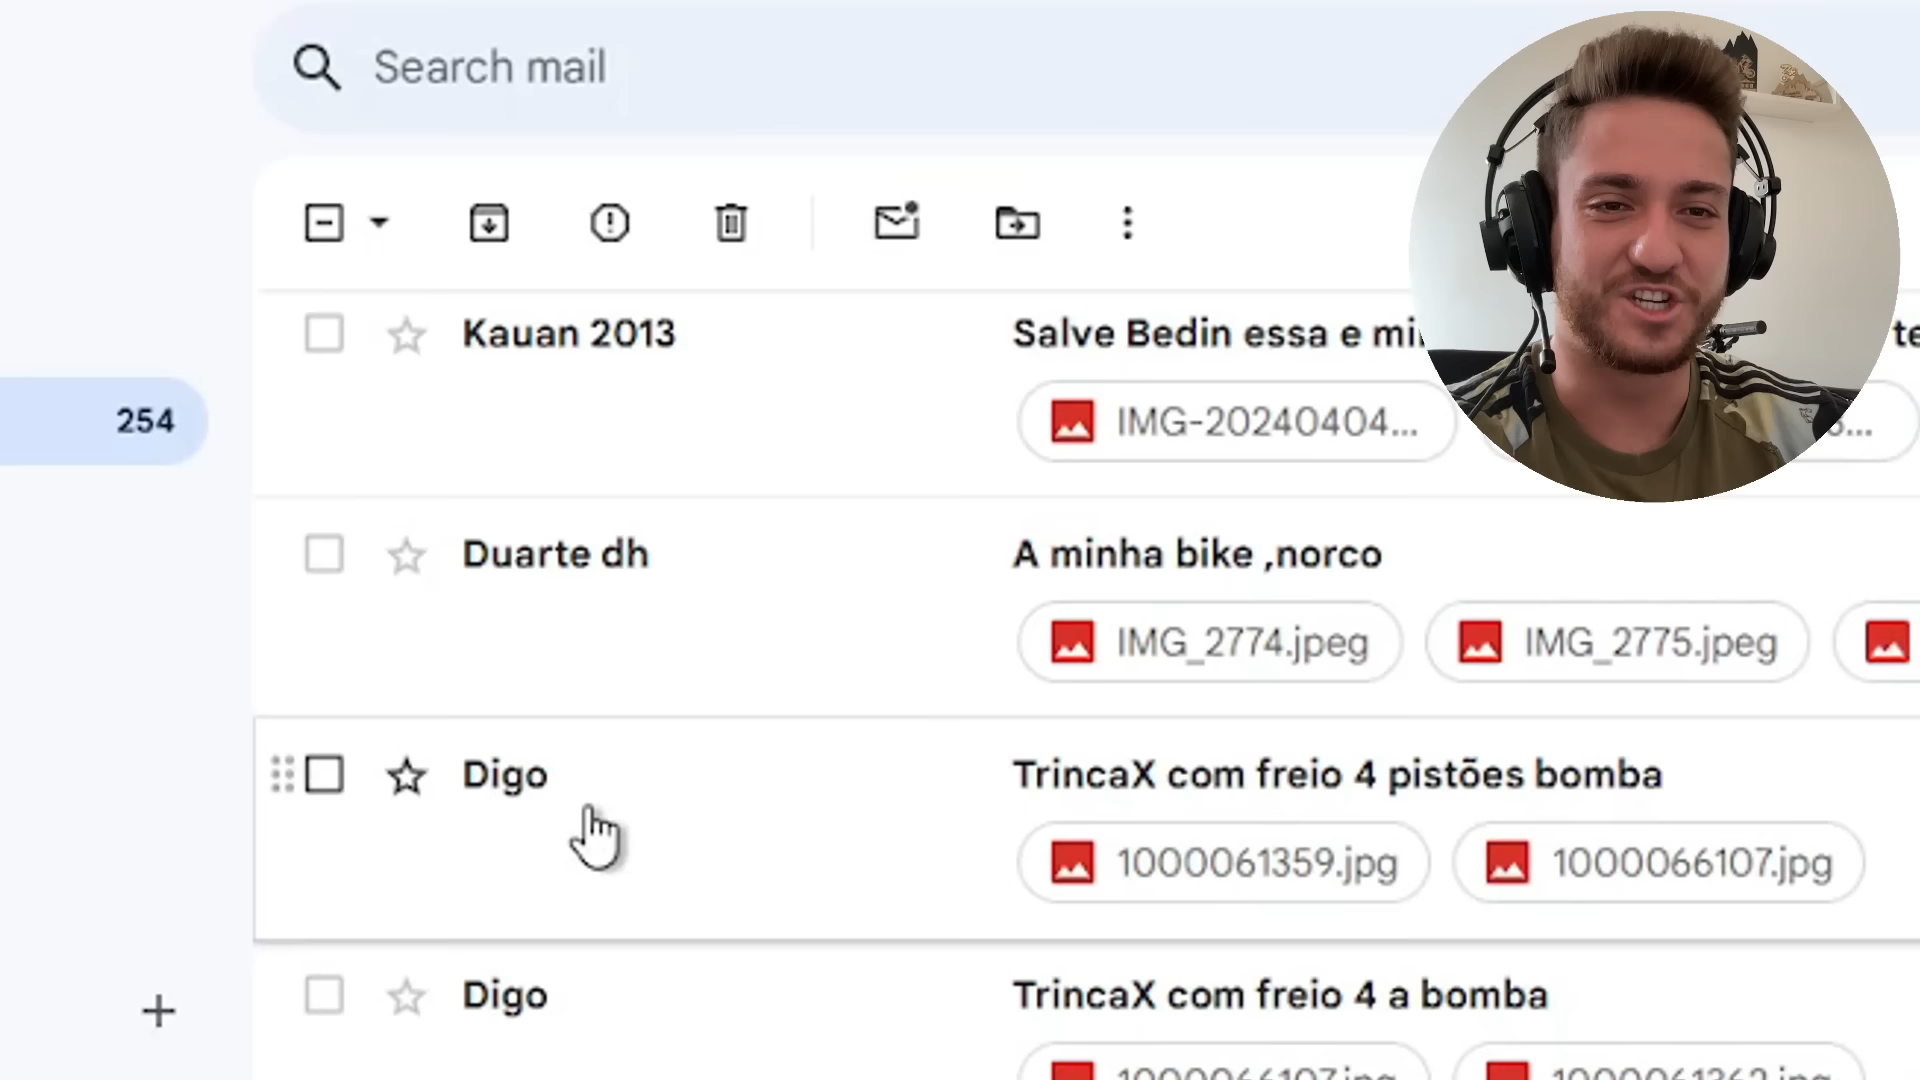 Search mail
Kauan 2013
Salve Bedin essa e
IMG-20240404...
254
Duarte dh
A minha bike ,norco
IMG_2774.jpeg
IMG_2775.jpeg
Digo
TrincaX com freio 4 pistões bomba
1000061359.jpg
1000066107.jpg
Digo
TrincaX com freio 4 a bomba